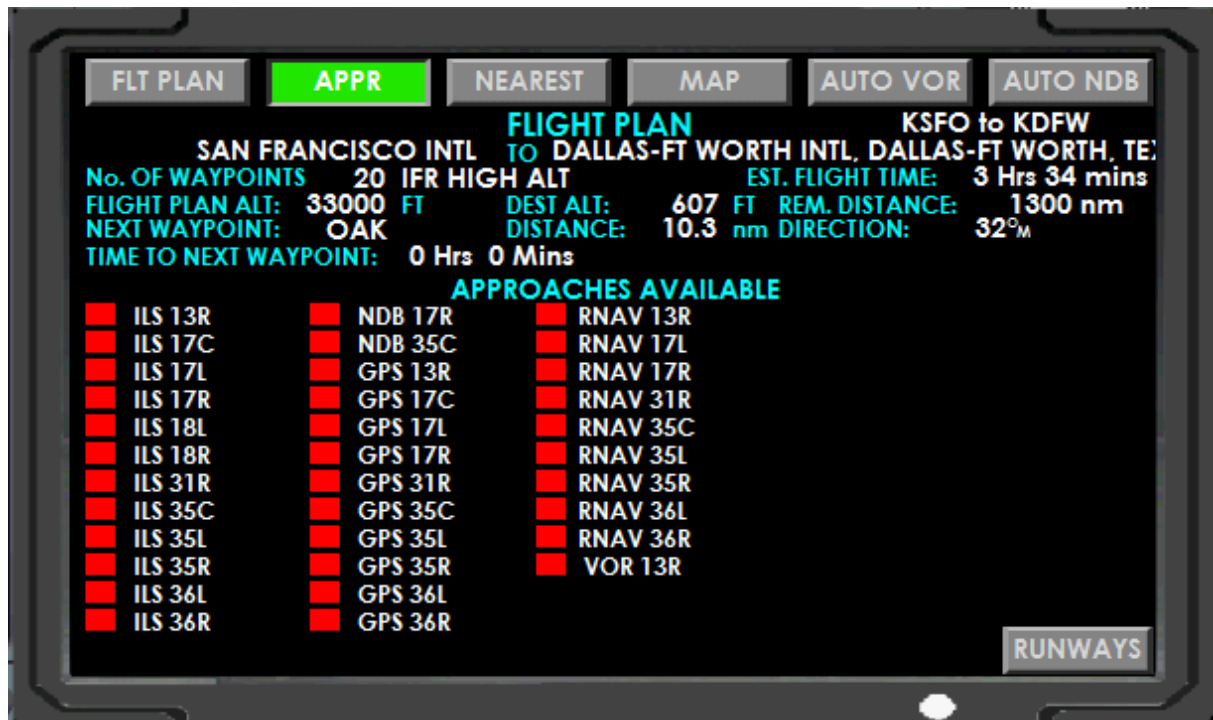 FLT PLAN APPR NEAREST MAP AUTO VOR AUTO NDB
FLIGHT PLAN KSFO to KDFW
SAN FRANCISCO INTL TO DALLAS-FT WORTH INTL, DALLAS-FT WORTH, TEX
No. OF WAYPOINTS 20 IFR HIGH ALT EST. FLIGHT TIME: 3 Hrs 34 mins
FLIGHT PLAN ALT: 33000 FT DEST ALT: 607 FT REM. DISTANCE: 1300 nm
NEXT WAYPOINT: OAK DISTANCE: 10.3 nm DIRECTION: 32°M
TIME TO NEXT WAYPOINT: 0 Hrs 0 Mins
APPROACHES AVAILABLE
ILS 13R NDB 17R RNAV 13R
ILS 17C NDB 35C RNAV 17L
ILS 17L GPS 13R RNAV 17R
ILS 17R GPS 17C RNAV 31R
ILS 18L GPS 17L RNAV 35C
ILS 18R GPS 17R RNAV 35L
ILS 31R GPS 31R RNAV 35R
ILS 35C GPS 35C RNAV 36L
ILS 35L GPS 35L RNAV 36R
ILS 35R GPS 35R VOR 13R
ILS 36L GPS 36L
ILS 36R GPS 36R
RUNWAYS